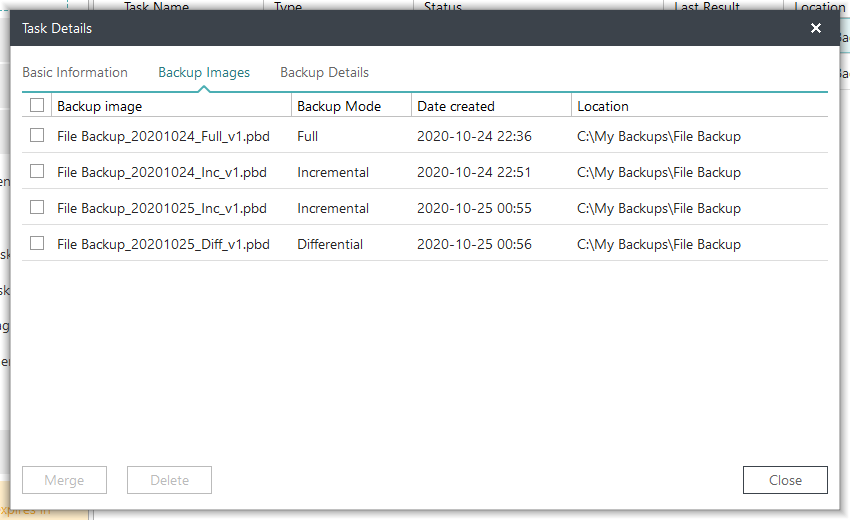 Task Name Type Status Last Result Location
Task Details
Basic Information Backup Images Backup Details
Backup image Backup Mode Date created Location
File Backup_20201024_Full_v1.pbd Full 2020-10-24 22:36 C:\My Backups\File Backup
File Backup_20201024_Inc_v1.pbd Incremental 2020-10-24 22:51 C:\My Backups\File Backup
File Backup_20201025_Inc_v1.pbd Incremental 2020-10-25 00:55 C:\My Backups\File Backup
File Backup_20201025_Diff_v1.pbd Differential 2020-10-25 00:56 C:\My Backups\File Backup
Merge Delete Close